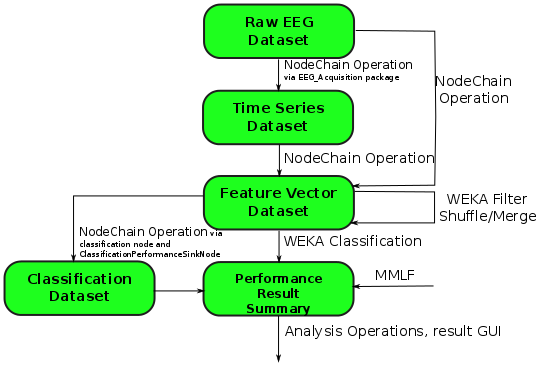 Raw EEG
Dataset
NodeChain Operation
via EEG_Acquisition package
NodeChain
Operation
Time Series
Dataset
NodeChain Operation
Feature Vector
Dataset
WEKA Filter
Shuffle/Merge
NodeChain Operation via
classification node and
ClassificationPerformanceSinkNode
WEKA Classification
Classification
Dataset
Performance
Result
Summary
MMLF
Analysis Operations, result GUI